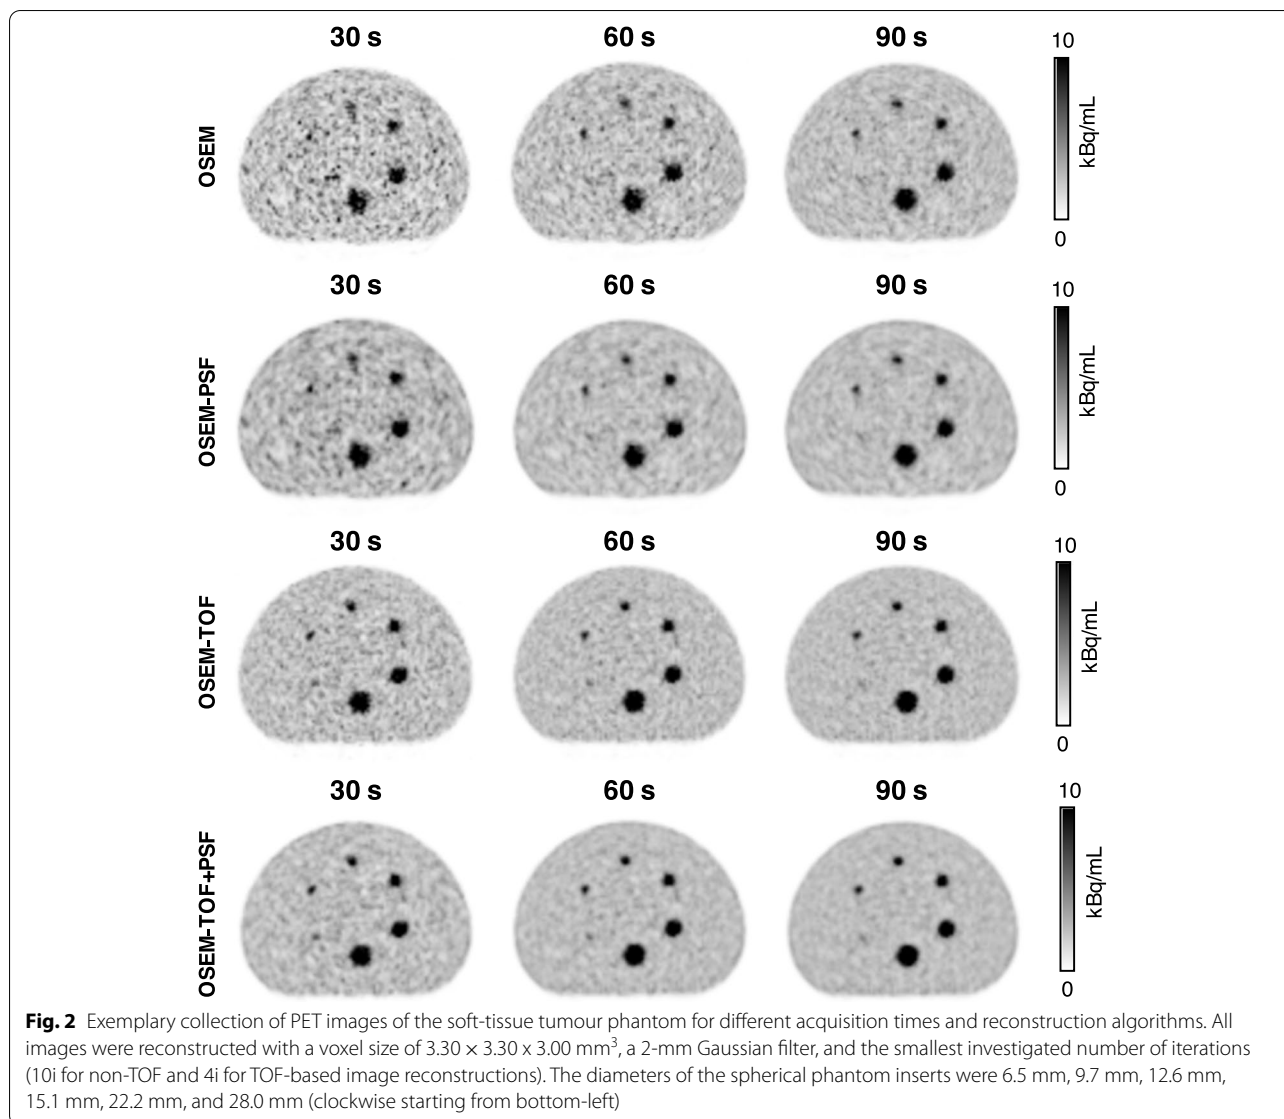 30 s 60 s 90 s
OSEM
10
kBq/mL
0
30 s 60 s 90 s
OSEM-PSF
10
kBq/mL
0
30 s 60 s 90 s
OSEM-TOF
10
kBq/mL
0
30 s 60 s 90 s
OSEM-TOF+PSF
10
kBq/mL
0
Fig. 2 Exemplary collection of PET images of the soft-tissue tumour phantom for different acquisition times and reconstruction algorithms. All
images were reconstructed with a voxel size of 3.30 × 3.30 x 3.00 mm³, a 2-mm Gaussian filter, and the smallest investigated number of iterations
(10i for non-TOF and 4i for TOF-based image reconstructions). The diameters of the spherical phantom inserts were 6.5 mm, 9.7 mm, 12.6 mm,
15.1 mm, 22.2 mm, and 28.0 mm (clockwise starting from bottom-left)